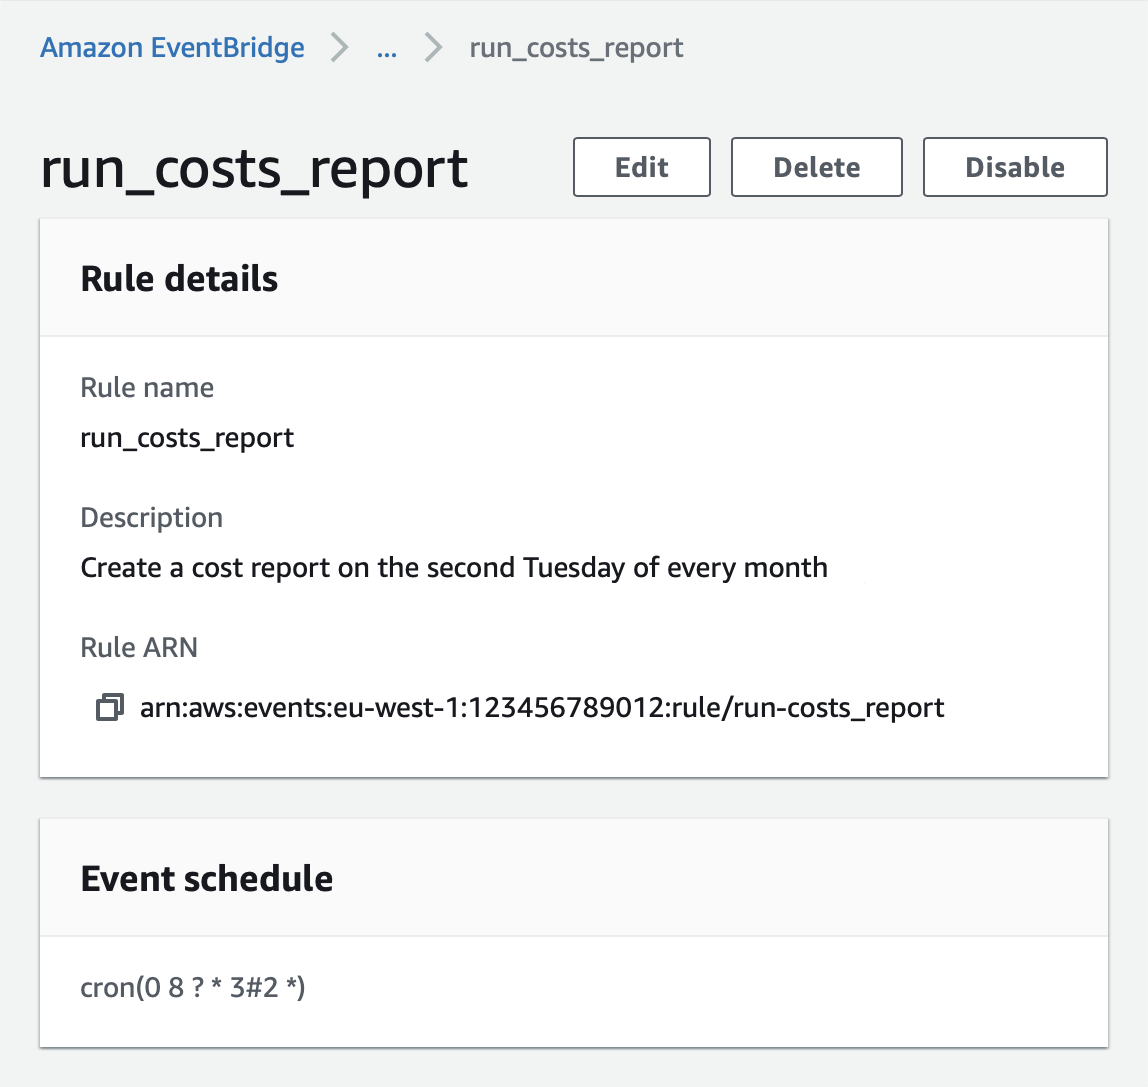 Amazon EventBridge > ... > run_costs_report
run_costs_report Edit Delete Disable
Rule details
Rule name
run_costs_report
Description
Create a cost report on the second Tuesday of every month
Rule ARN
arn:aws:events:eu-west-1:123456789012:rule/run-costs_report
Event schedule
cron(0 8 ? * 3#2 *)